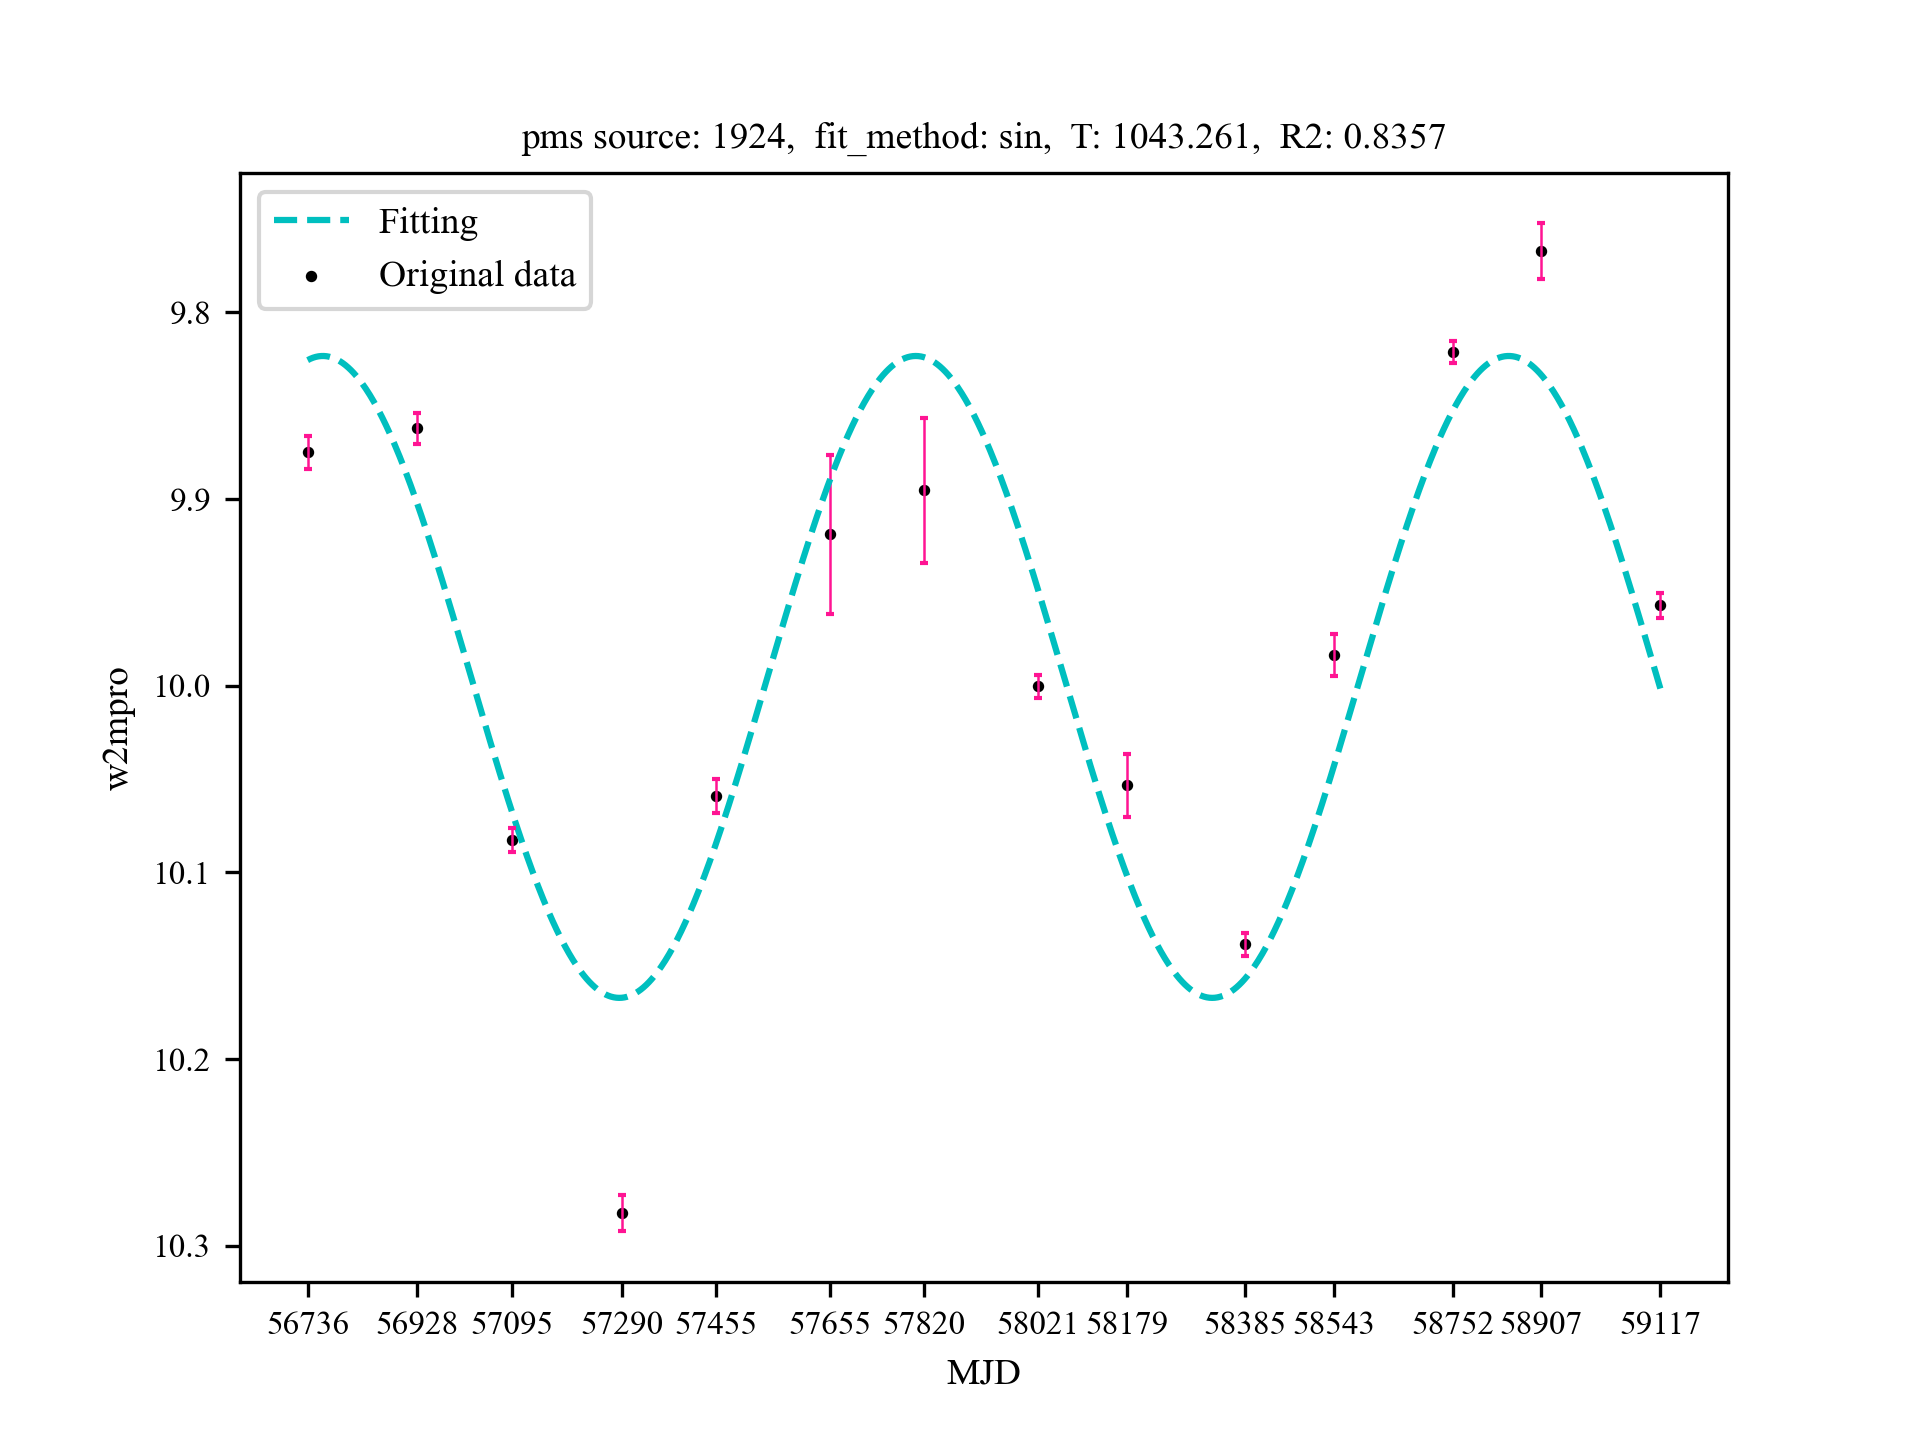 pms source: 1924, fit_method: sin, T: 1043.261, R2: 0.8357
Fitting
Original data
9.8
9.9
10.0
10.1
10.2
10.3
w2mpro
56736 56928 57095 57290 57455 57655 57820 58021 58179 58385 58543 58752 58907 59117
MJD